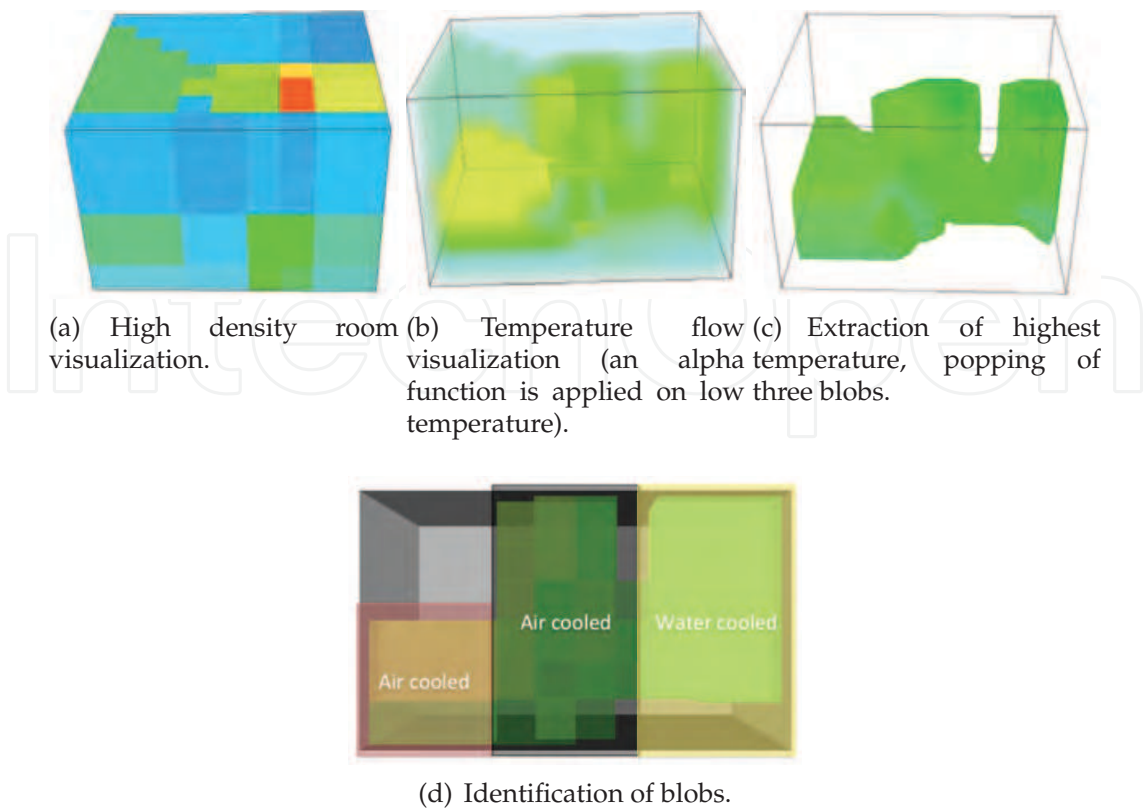 (a) High density room
visualization.
(b) Temperature flow
visualization (an alpha
function is applied on low
temperature).
(c) Extraction of highest
temperature, popping of
three blobs.
Air cooled
Air cooled
Water cooled
(d) Identification of blobs.
IntechOpen